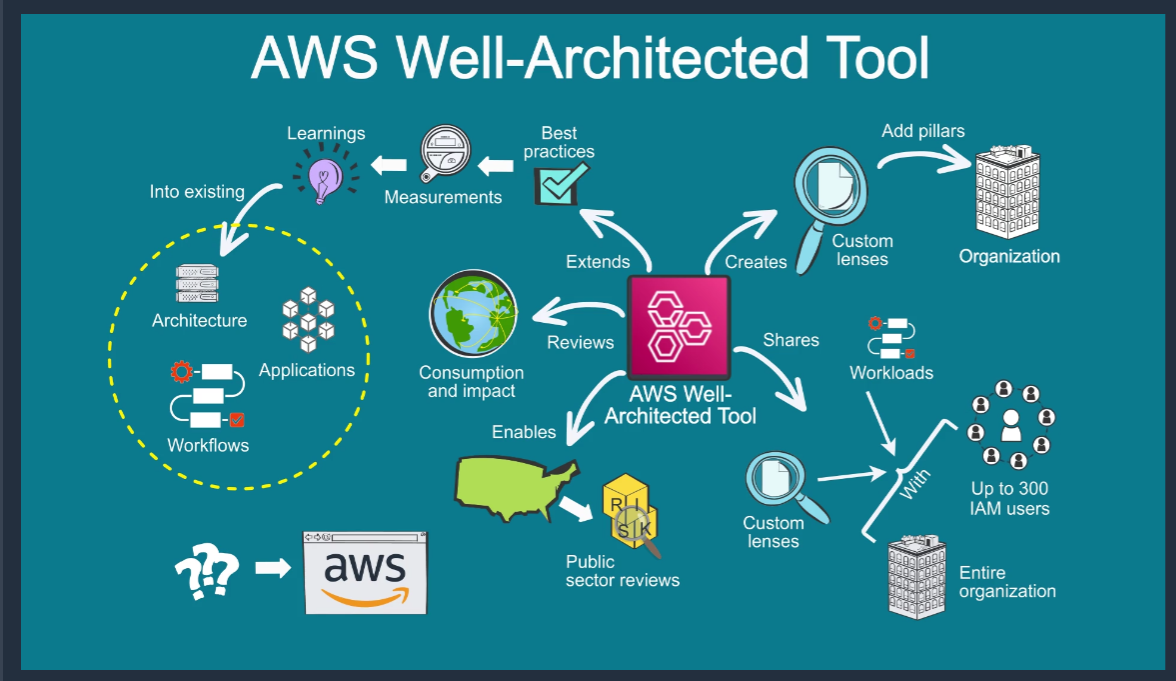 AWS Well-Architected Tool
Learnings
Best
practices
Measurements
Into existing
Add pillars
Custom
lenses
Organization
Extends
Creates
Architecture
Applications
Workflows
Consumption
and impact
Reviews
Shares
AWS Well-
Architected Tool
Workloads
Enables
With
Up to 300
IAM users
Custom
lenses
RI
SK
Public
sector reviews
Entire
organization
???
aws